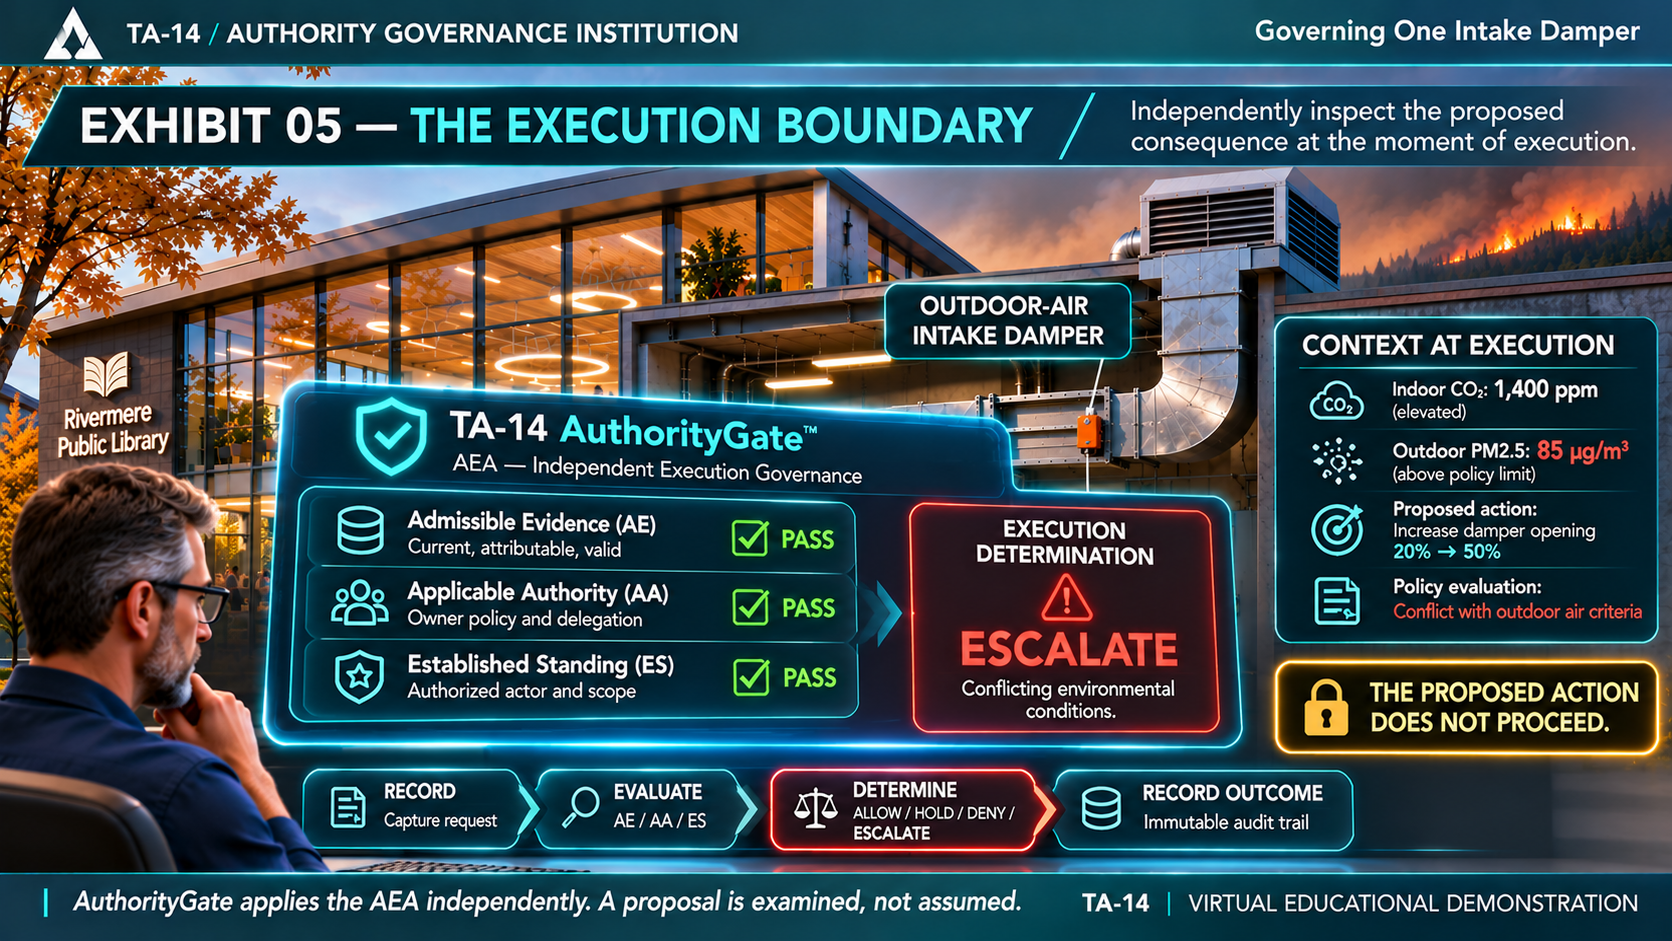 TA-14 / AUTHORITY GOVERNANCE INSTITUTION
Governing One Intake Damper
EXHIBIT 05 — THE EXECUTION BOUNDARY
Independently inspect the proposed
consequence at the moment of execution.
Rivermere
Public Library
OUTDOOR-AIR
INTAKE DAMPER
TA-14 AuthorityGate™
AEA — Independent Execution Governance
Admissible Evidence (AE)
Current, attributable, valid
PASS
Applicable Authority (AA)
Owner policy and delegation
PASS
Established Standing (ES)
Authorized actor and scope
PASS
EXECUTION
DETERMINATION
ESCALATE
Conflicting environmental
conditions.
CONTEXT AT EXECUTION
CO₂
Indoor CO₂: 1,400 ppm
(elevated)
Outdoor PM2.5: 85 µg/m³
(above policy limit)
Proposed action:
Increase damper opening
20% → 50%
Policy evaluation:
Conflict with outdoor air criteria
THE PROPOSED ACTION
DOES NOT PROCEED.
RECORD
Capture request
EVALUATE
AE / AA / ES
DETERMINE
ALLOW / HOLD / DENY /
ESCALATE
RECORD OUTCOME
Immutable audit trail
AuthorityGate applies the AEA independently. A proposal is examined, not assumed.
TA-14 | VIRTUAL EDUCATIONAL DEMONSTRATION